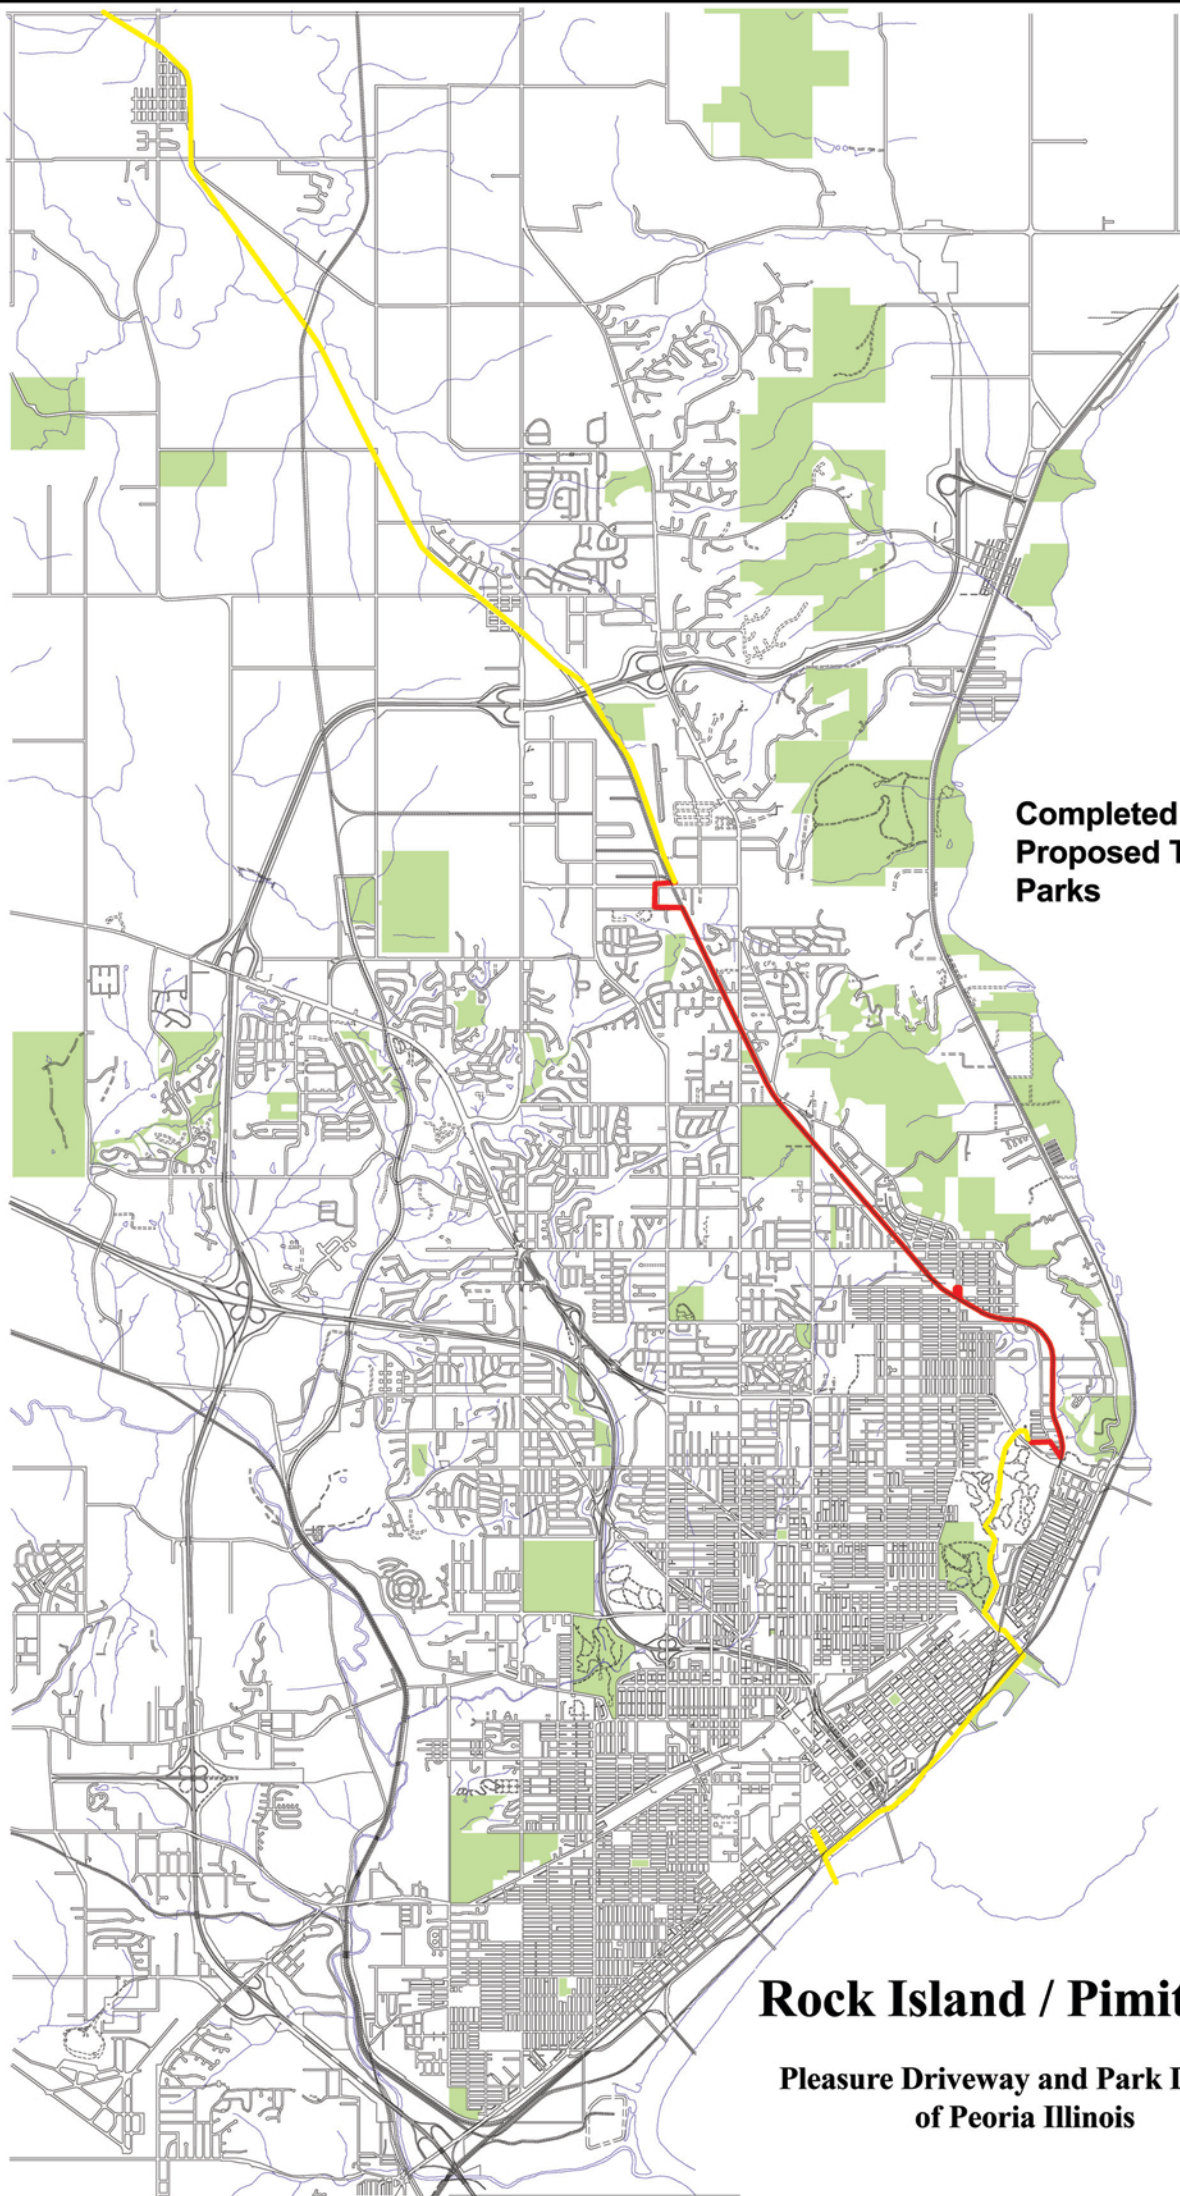 Completed
Proposed T
Parks
Rock Island / Pimit
Pleasure Driveway and Park D
of Peoria Illinois